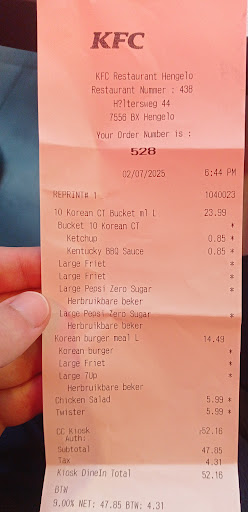 KFC
KFC Restaurant Hengelo
Restaurant Nummer : 438
H?ltersweg 44
7556 BX Hengelo
Your Order Number is :
528
02/07/2025 6:44 PM
REPRINT# 1 1040023
10 Korean CT Bucket ml L 23.99
Bucket 10 Korean CT *
Ketchup 0.85 *
Kentucky BBQ Sauce 0.85 *
Large Friet *
Large Friet *
Large Pepsi Zero Sugar *
Herbruikbare beker
Large Pepsi Zero Sugar *
Herbruikbare beker
Korean burger meal L 14.49
Korean burger *
Large Friet *
Large 7Up *
Herbruikbare beker
Chicken Salad 5.99 *
Twister 5.99 *
CC Kiosk :52.16
Auth:
Subtotal 47.85
Tax 4.31
Kiosk DineIn Total 52.16
BTW
9.00% NET: 47.85 BTW: 4.31